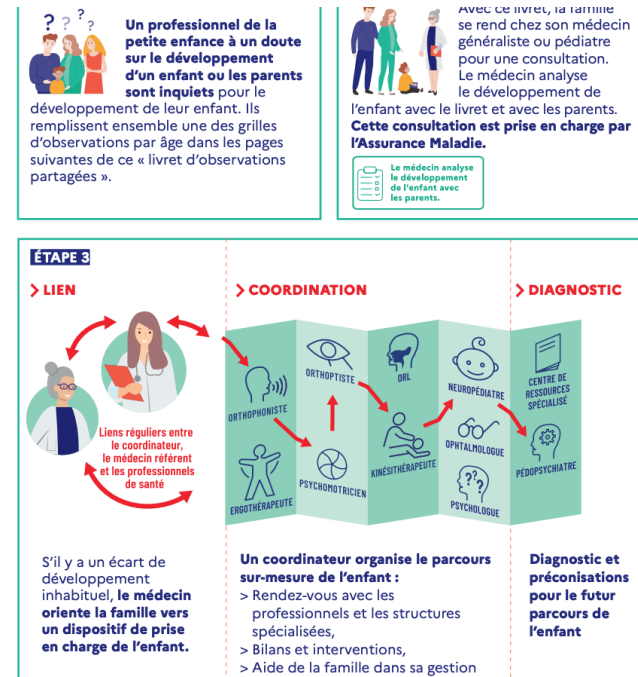 ? ? ?
Un professionnel de la
petite enfance à un doute
sur le développement
d'un enfant ou les parents
sont inquiets pour le
développement de leur enfant. Ils
remplissent ensemble une des grilles
d'observations par âge dans les pages
suivantes de ce « livret d'observations
partagées ».
Avec ce livret, la famille
se rend chez son médecin
généraliste ou pédiatre
pour une consultation.
Le médecin analyse
le développement de
l'enfant avec le livret et avec les parents.
Cette consultation est prise en charge par
l'Assurance Maladie.
Le médecin analyse
le développement
de l'enfant avec
les parents.
ÉTAPE 3
> LIEN
Liens réguliers entre
le coordinateur,
le médecin référent
et les professionnels
de santé
S'il y a un écart de
développement
inhabituel, le médecin
oriente la famille vers
un dispositif de prise
en charge de l'enfant.
> COORDINATION
ORTHOPHONISTE
ERGOTHÉRAPEUTE
ORTHOPTISTE
PSYCHOMOTRICIEN
ORL
KINÉSITHÉRAPEUTE
NEUROPÉDIATRE
OPHTALMOLOGUE
???
PSYCHOLOGUE
Un coordinateur organise le parcours
sur-mesure de l'enfant :
> Rendez-vous avec les
professionnels et les structures
spécialisées,
> Bilans et interventions,
> Aide de la famille dans sa gestion
> DIAGNOSTIC
CENTRE DE
RESSOURCES
SPÉCIALISÉ
PÉDOPSYCHIATRE
Diagnostic et
préconisations
pour le futur
parcours de
l'enfant